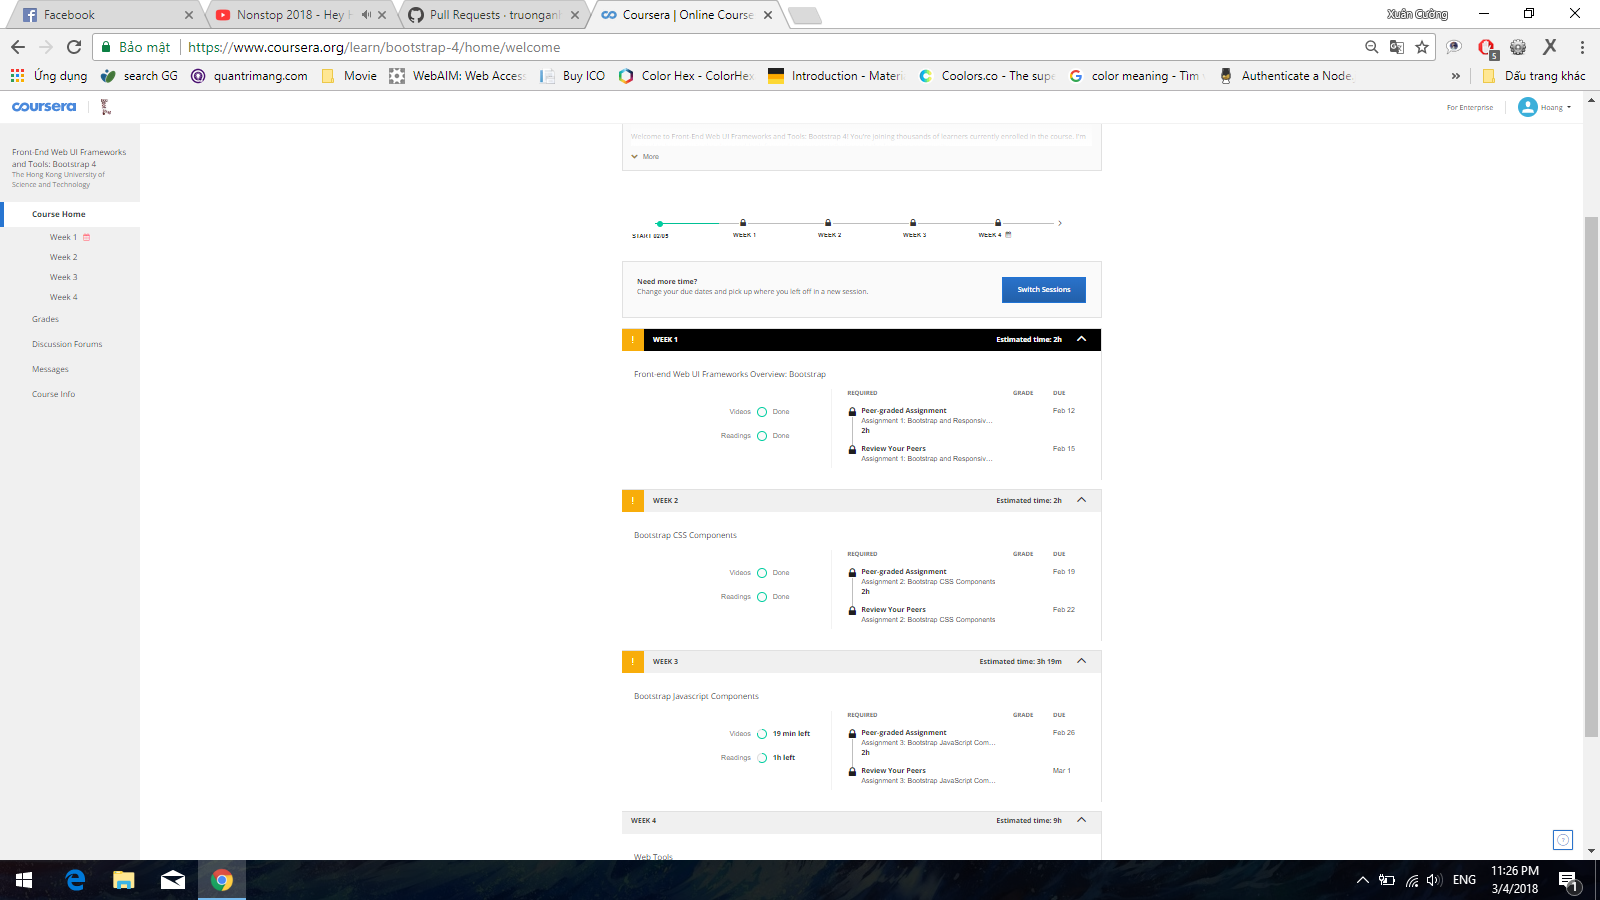 Facebook
Nonstop 2018 - Hey
Pull Requests · truonganh
Coursera | Online Course
Xuân Cường
Bảo mật
https://www.coursera.org/learn/bootstrap-4/home/welcome
5
Ứng dụng
search GG
quantrimang.com
Movie
WebAIM: Web Access
Buy ICO
Color Hex - ColorHex
Introduction - Materi
Coolors.co - The supe
color meaning - Tìm
Authenticate a Node
»
Dấu trang khác
coursera
For Enterprise
Hoang
Front-End Web UI Frameworks
and Tools: Bootstrap 4
The Hong Kong University of
Science and Technology
Course Home
Week 1
Week 2
Week 3
Week 4
Grades
Discussion Forums
Messages
Course Info
Welcome to Front-End Web UI Frameworks and Tools: Bootstrap 4! You're joining thousands of learners currently enrolled in the course. I'm
More
START 02/05
WEEK 1
WEEK 2
WEEK 3
WEEK 4
Need more time?
Change your due dates and pick up where you left off in a new session.
Switch Sessions
! WEEK 1 Estimated time: 2h
Front-end Web UI Frameworks Overview: Bootstrap
Videos Done
Readings Done
REQUIRED GRADE DUE
Peer-graded Assignment Feb 12
Assignment 1: Bootstrap and Responsiv...
2h
Review Your Peers Feb 15
Assignment 1: Bootstrap and Responsiv...
! WEEK 2 Estimated time: 2h
Bootstrap CSS Components
Videos Done
Readings Done
REQUIRED GRADE DUE
Peer-graded Assignment Feb 19
Assignment 2: Bootstrap CSS Components
2h
Review Your Peers Feb 22
Assignment 2: Bootstrap CSS Components
! WEEK 3 Estimated time: 3h 19m
Bootstrap Javascript Components
Videos 19 min left
Readings 1h left
REQUIRED GRADE DUE
Peer-graded Assignment Feb 26
Assignment 3: Bootstrap JavaScript Com...
2h
Review Your Peers Mar 1
Assignment 3: Bootstrap JavaScript Com...
WEEK 4 Estimated time: 9h
Web Tools
ENG
11:26 PM
3/4/2018
1